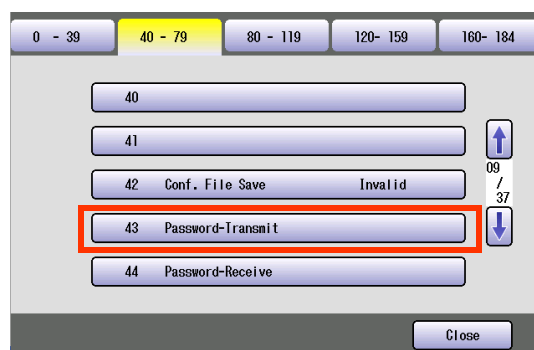 0 - 39
40 - 79
80 - 119
120- 159
160- 184
40
41
42 Conf. File Save Invalid
43 Password-Transmit
44 Password-Receive
09
/
37
Close